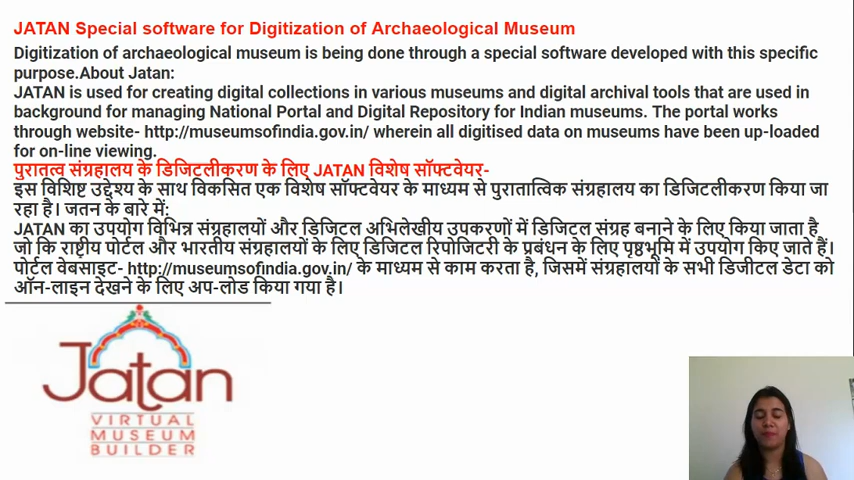 JATAN Special software for Digitization of Archaeological Museum
Digitization of archaeological museum is being done through a special software developed with this specific
purpose.About Jatan:
JATAN is used for creating digital collections in various museums and digital archival tools that are used in
background for managing National Portal and Digital Repository for Indian museums. The portal works
through website- http://museumsofindia.gov.in/ wherein all digitised data on museums have been up-loaded
for on-line viewing.
पुरातत्व संग्रहालय के डिजिटलीकरण के लिए JATAN विशेष सॉफ्टवेयर-
इस विशिष्ट उद्देश्य के साथ विकसित एक विशेष सॉफ्टवेयर के माध्यम से पुरातात्विक संग्रहालय का डिजिटलीकरण किया जा
रहा है। जतन के बारे में:
JATAN का उपयोग विभिन्न संग्रहालयों और डिजिटल अभिलेखीय उपकरणों में डिजिटल संग्रह बनाने के लिए किया जाता है
जो कि राष्ट्रीय पोर्टल और भारतीय संग्रहालयों के लिए डिजिटल रिपोजिटरी के प्रबंधन के लिए पृष्ठभूमि में उपयोग किए जाते हैं।
पोर्टल वेबसाइट- http://museumsofindia.gov.in/ के माध्यम से काम करता है, जिसमें संग्रहालयों के सभी डिजीटल डेटा को
ऑन-लाइन देखने के लिए अप-लोड किया गया है।
Jatan
VIRTUAL
MUSEUM
BUILDER